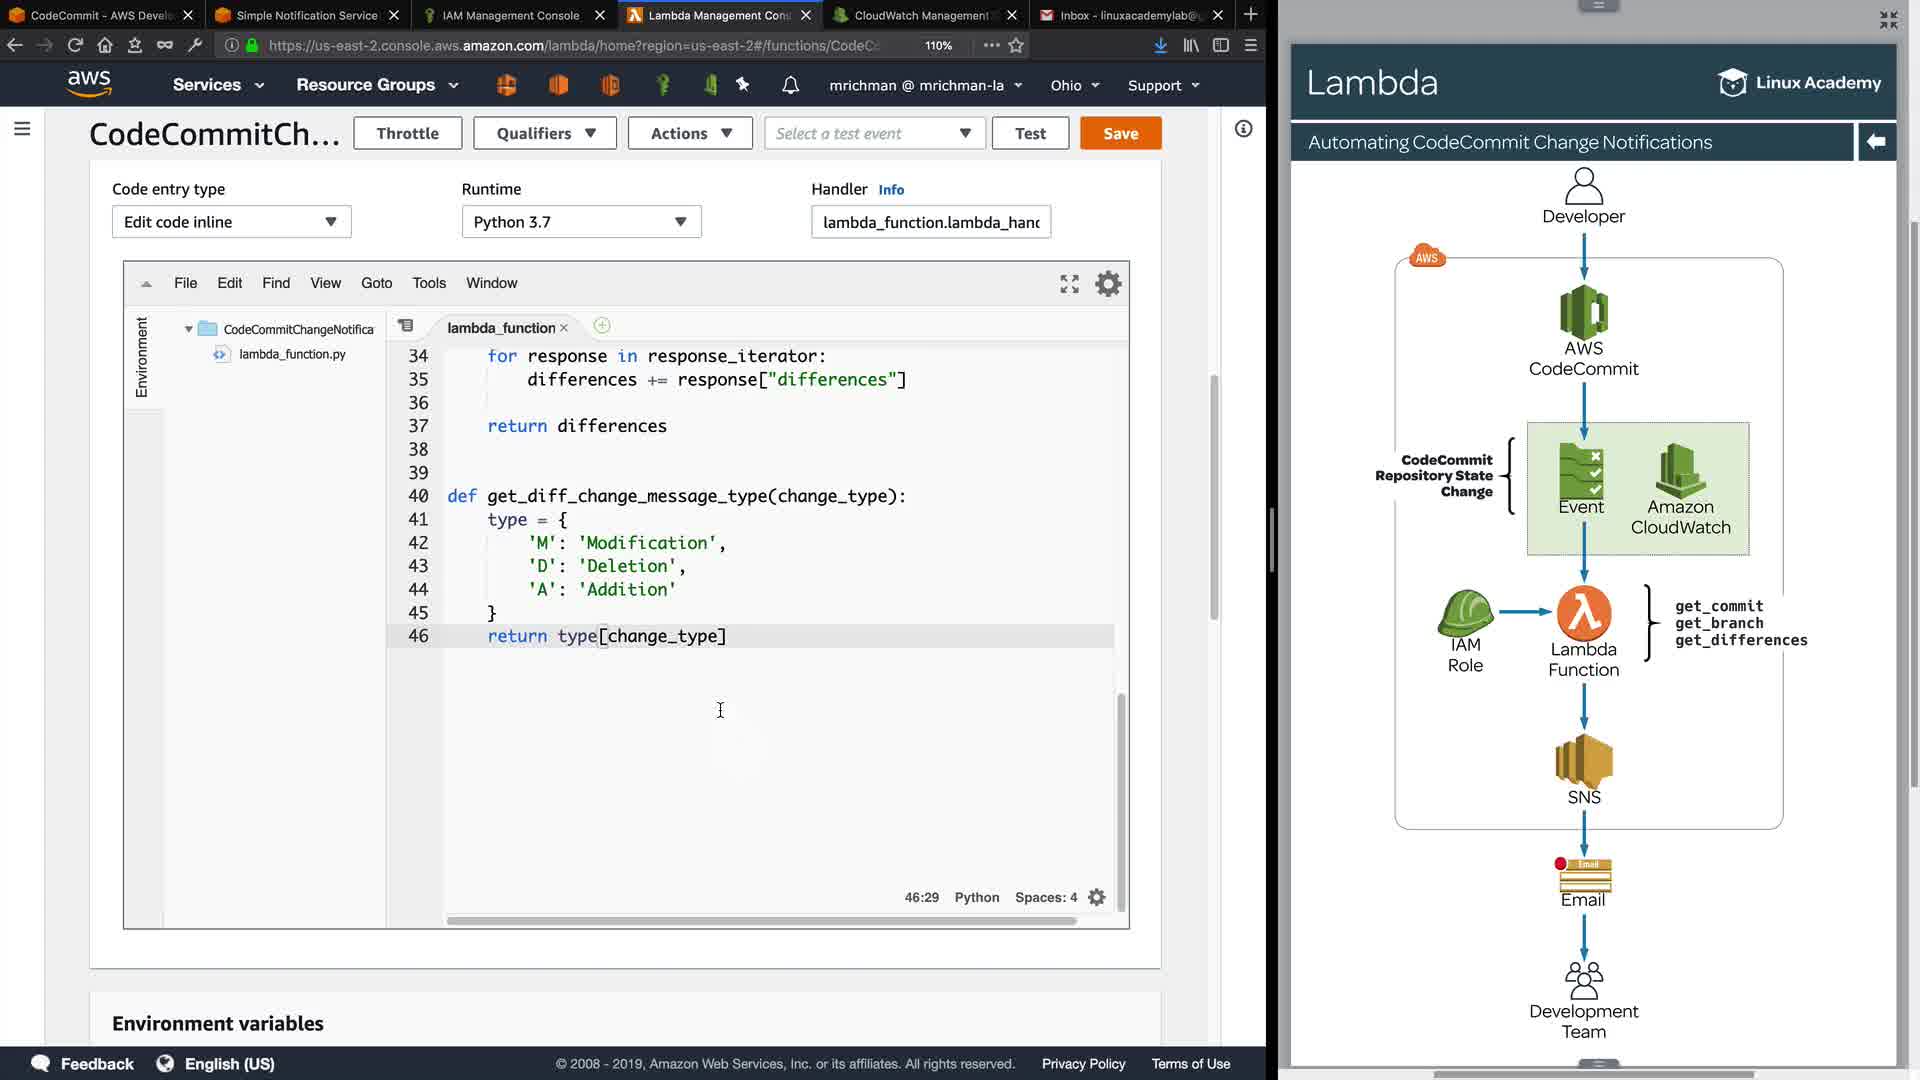 CodeCommit - AWS Develo
Simple Notification Service
IAM Management Console
Lambda Management Cons
CloudWatch Management
Inbox - linuxacademylab@g
https://us-east-2.console.aws.amazon.com/lambda/home?region=us-east-2#/functions/CodeCo
110%
aws
Services
Resource Groups
mrichman @ mrichman-la
Ohio
Support
CodeCommitCh...
Throttle
Qualifiers
Actions
Select a test event
Test
Save
Code entry type
Runtime
Handler Info
Edit code inline
Python 3.7
lambda_function.lambda_hand
File Edit Find View Goto Tools Window
Environment
CodeCommitChangeNotifica
lambda_function.py
lambda_function
34 for response in response_iterator:
35 differences += response["differences"]
36
37 return differences
38
39
40 def get_diff_change_message_type(change_type):
41 type = {
42 'M': 'Modification',
43 'D': 'Deletion',
44 'A': 'Addition'
45 }
46 return type[change_type]
46:29 Python Spaces: 4
Environment variables
Feedback
English (US)
© 2008 - 2019, Amazon Web Services, Inc. or its affiliates. All rights reserved.
Privacy Policy
Terms of Use
Lambda
Linux Academy
Automating CodeCommit Change Notifications
Developer
AWS
AWS
CodeCommit
CodeCommit
Repository State
Change
Event
Amazon
CloudWatch
IAM
Role
Lambda
Function
get_commit
get_branch
get_differences
SNS
Email
Email
Development
Team